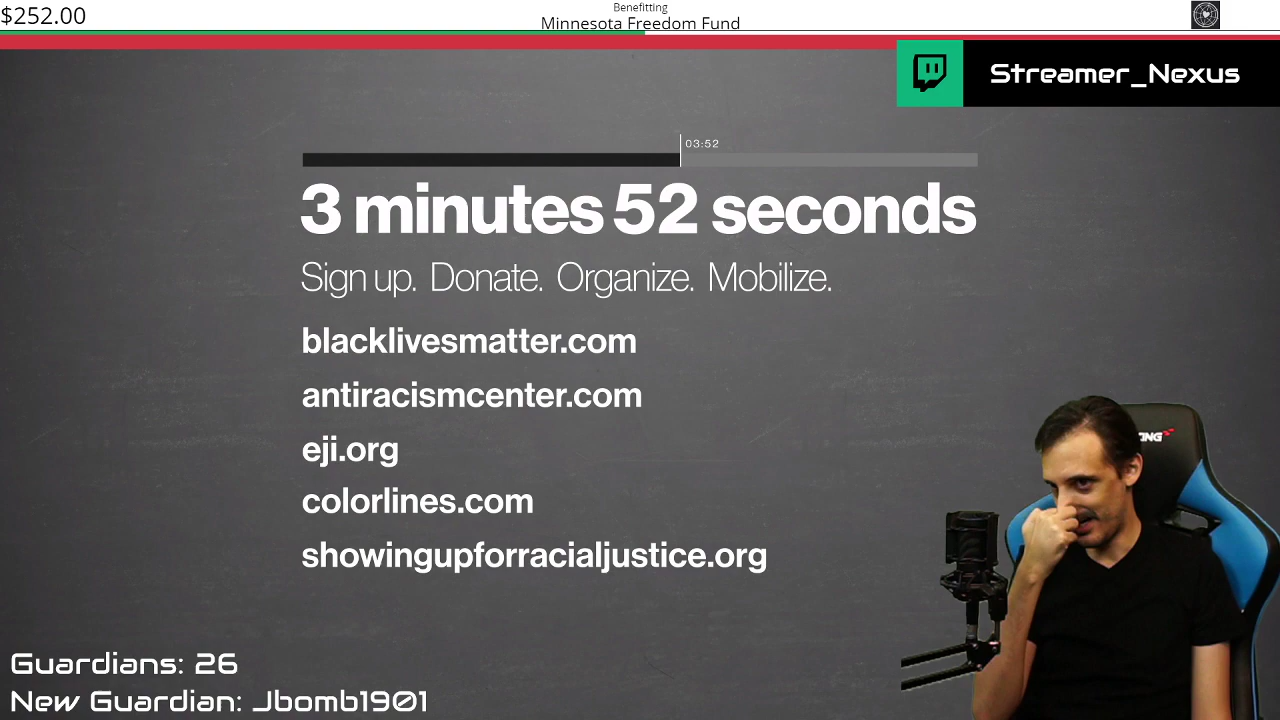 $252.00
Benefitting
Minnesota Freedom Fund
Streamer_Nexus
03:52
3 minutes 52 seconds
Sign up. Donate. Organize. Mobilize.
blacklivesmatter.com
antiracismcenter.com
eji.org
colorlines.com
showingupforracialjustice.org
Guardians: 26
New Guardian: Jbomb1901